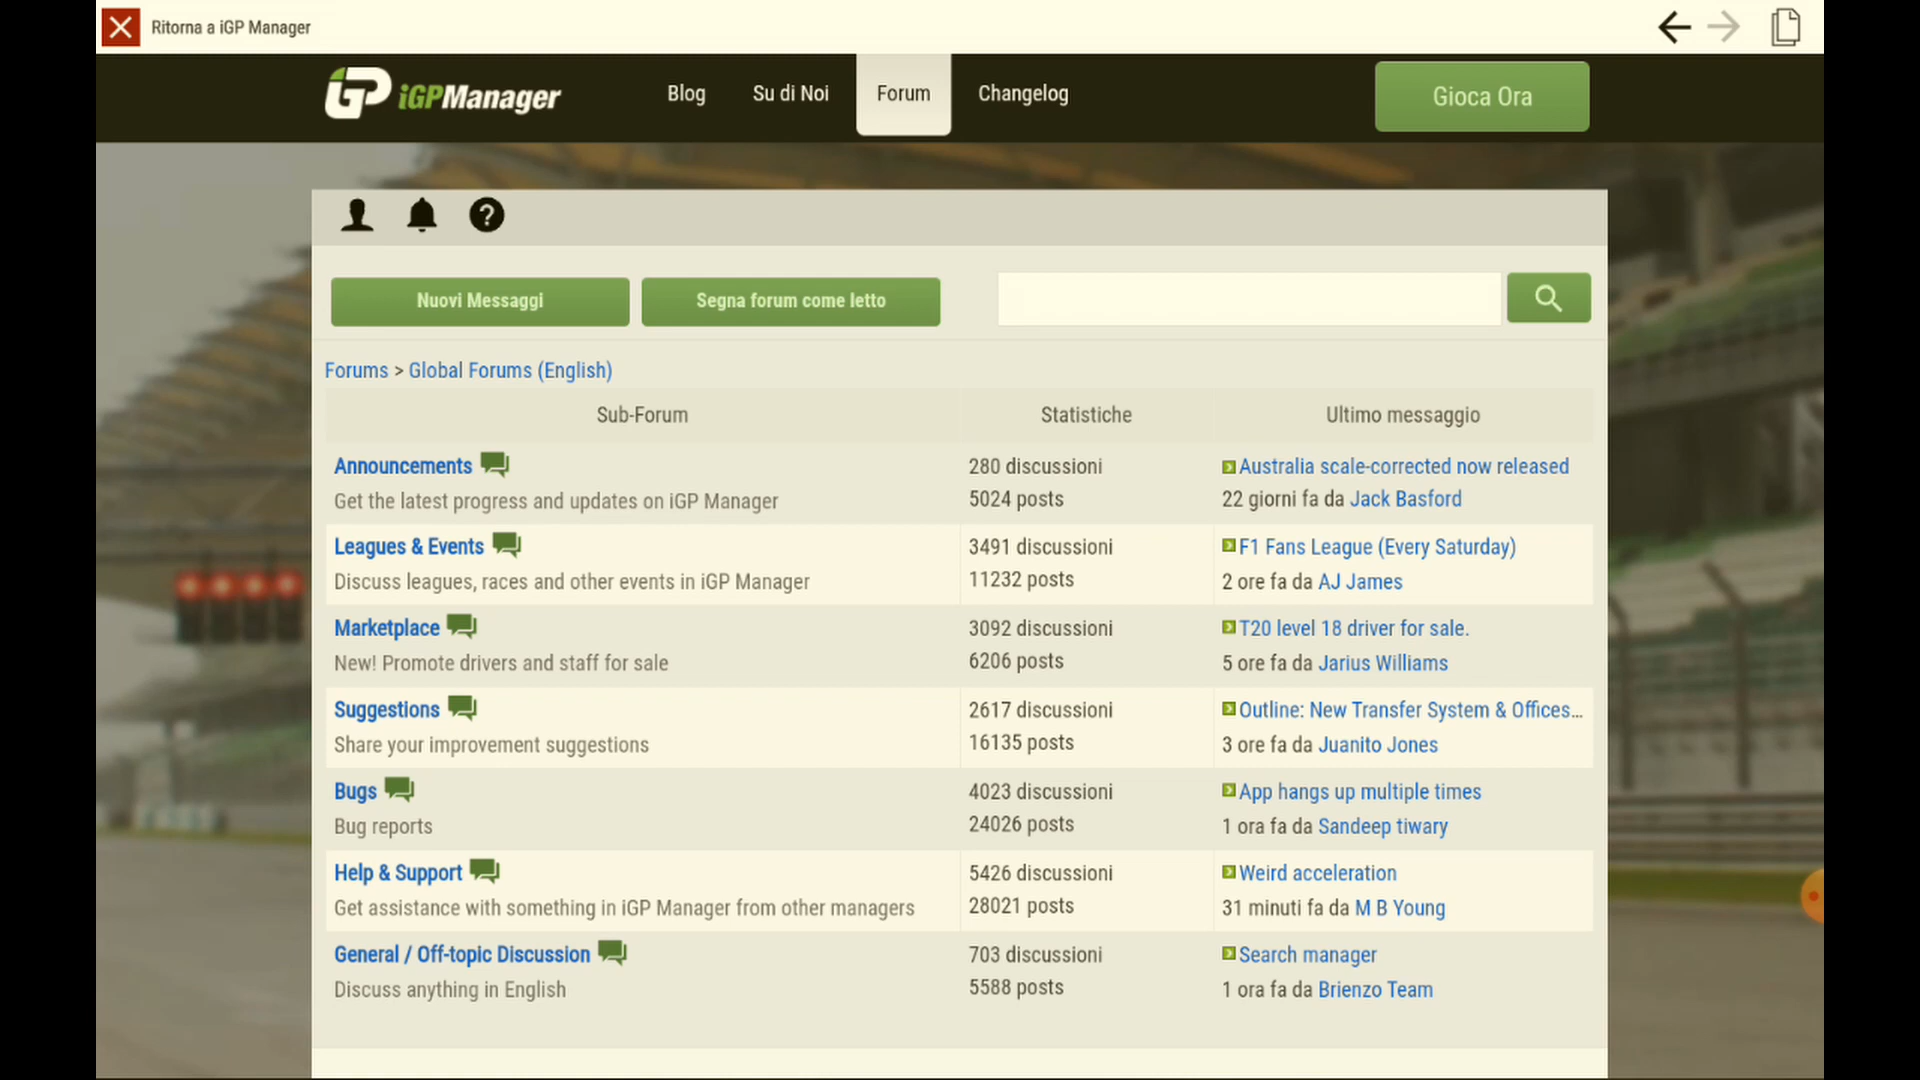 Ritorna a iGP Manager
iGPManager
Blog
Su di Noi
Forum
Changelog
Gioca Ora
Nuovi Messaggi
Segna forum come letto
Forums > Global Forums (English)
Sub-Forum
Statistiche
Ultimo messaggio
Announcements
280 discussioni
Australia scale-corrected now released
Get the latest progress and updates on iGP Manager
5024 posts
22 giorni fa da Jack Basford
Leagues & Events
3491 discussioni
F1 Fans League (Every Saturday)
Discuss leagues, races and other events in iGP Manager
11232 posts
2 ore fa da AJ James
Marketplace
3092 discussioni
T20 level 18 driver for sale.
New! Promote drivers and staff for sale
6206 posts
5 ore fa da Jarius Williams
Suggestions
2617 discussioni
Outline: New Transfer System & Offices...
Share your improvement suggestions
16135 posts
3 ore fa da Juanito Jones
Bugs
4023 discussioni
App hangs up multiple times
Bug reports
24026 posts
1 ora fa da Sandeep tiwary
Help & Support
5426 discussioni
Weird acceleration
Get assistance with something in iGP Manager from other managers
28021 posts
31 minuti fa da M B Young
General / Off-topic Discussion
703 discussioni
Search manager
Discuss anything in English
5588 posts
1 ora fa da Brienzo Team